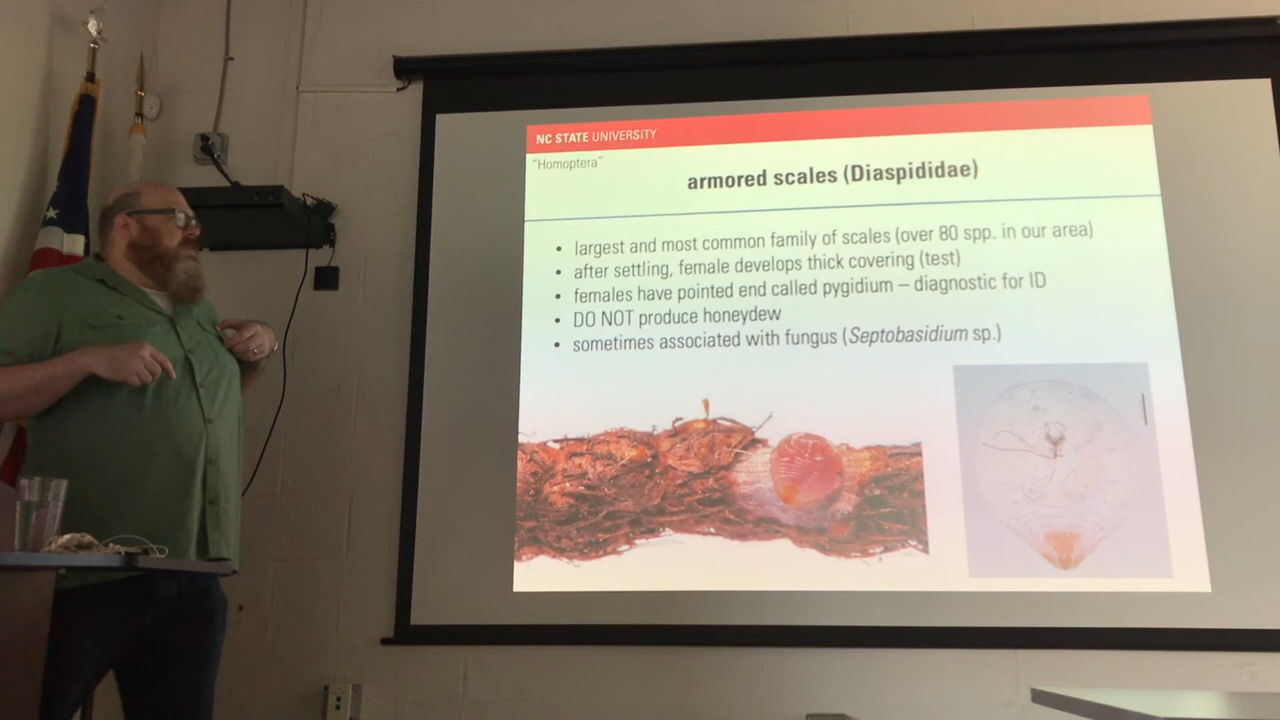 NC STATE UNIVERSITY
"Homoptera"
armored scales (Diaspididae)
• largest and most common family of scales (over 80 spp. in our area)
• after settling, female develops thick covering (test)
• females have pointed end called pygidium – diagnostic for ID
• DO NOT produce honeydew
• sometimes associated with fungus (Septobasidium sp.)